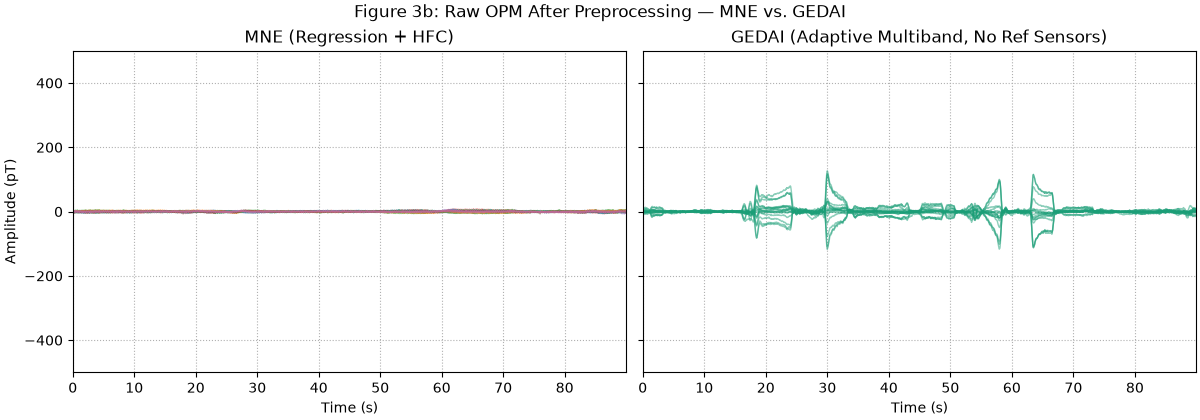 Figure 3b: Raw OPM After Preprocessing — MNE vs. GEDAI
MNE (Regression + HFC)
GEDAI (Adaptive Multiband, No Ref Sensors)
Amplitude (pT)
400
200
0
−200
−400
0 10 20 30 40 50 60 70 80
0 10 20 30 40 50 60 70 80
Time (s)
Time (s)